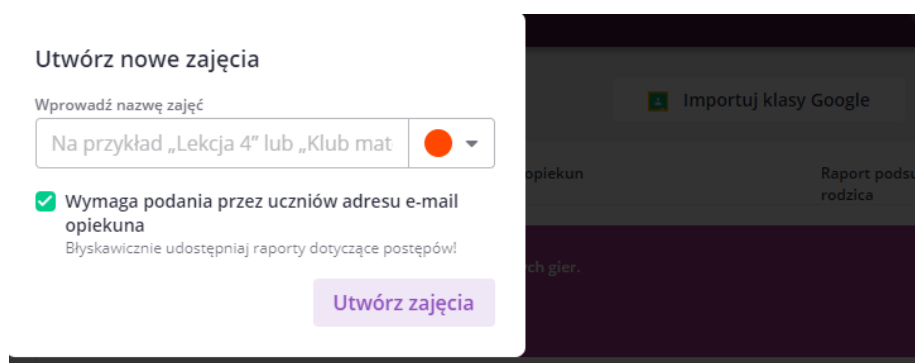 Utwórz nowe zajęcia
Wprowadź nazwę zajęć
Na przykład „Lekcja 4” lub „Klub mat
Wymaga podania przez uczniów adresu e-mail
opiekuna
Błyskawicznie udostępniaj raporty dotyczące postępów!
Utwórz zajęcia
Importuj klasy Google
opiekun
Raport podsu
rodzica
ch gier.